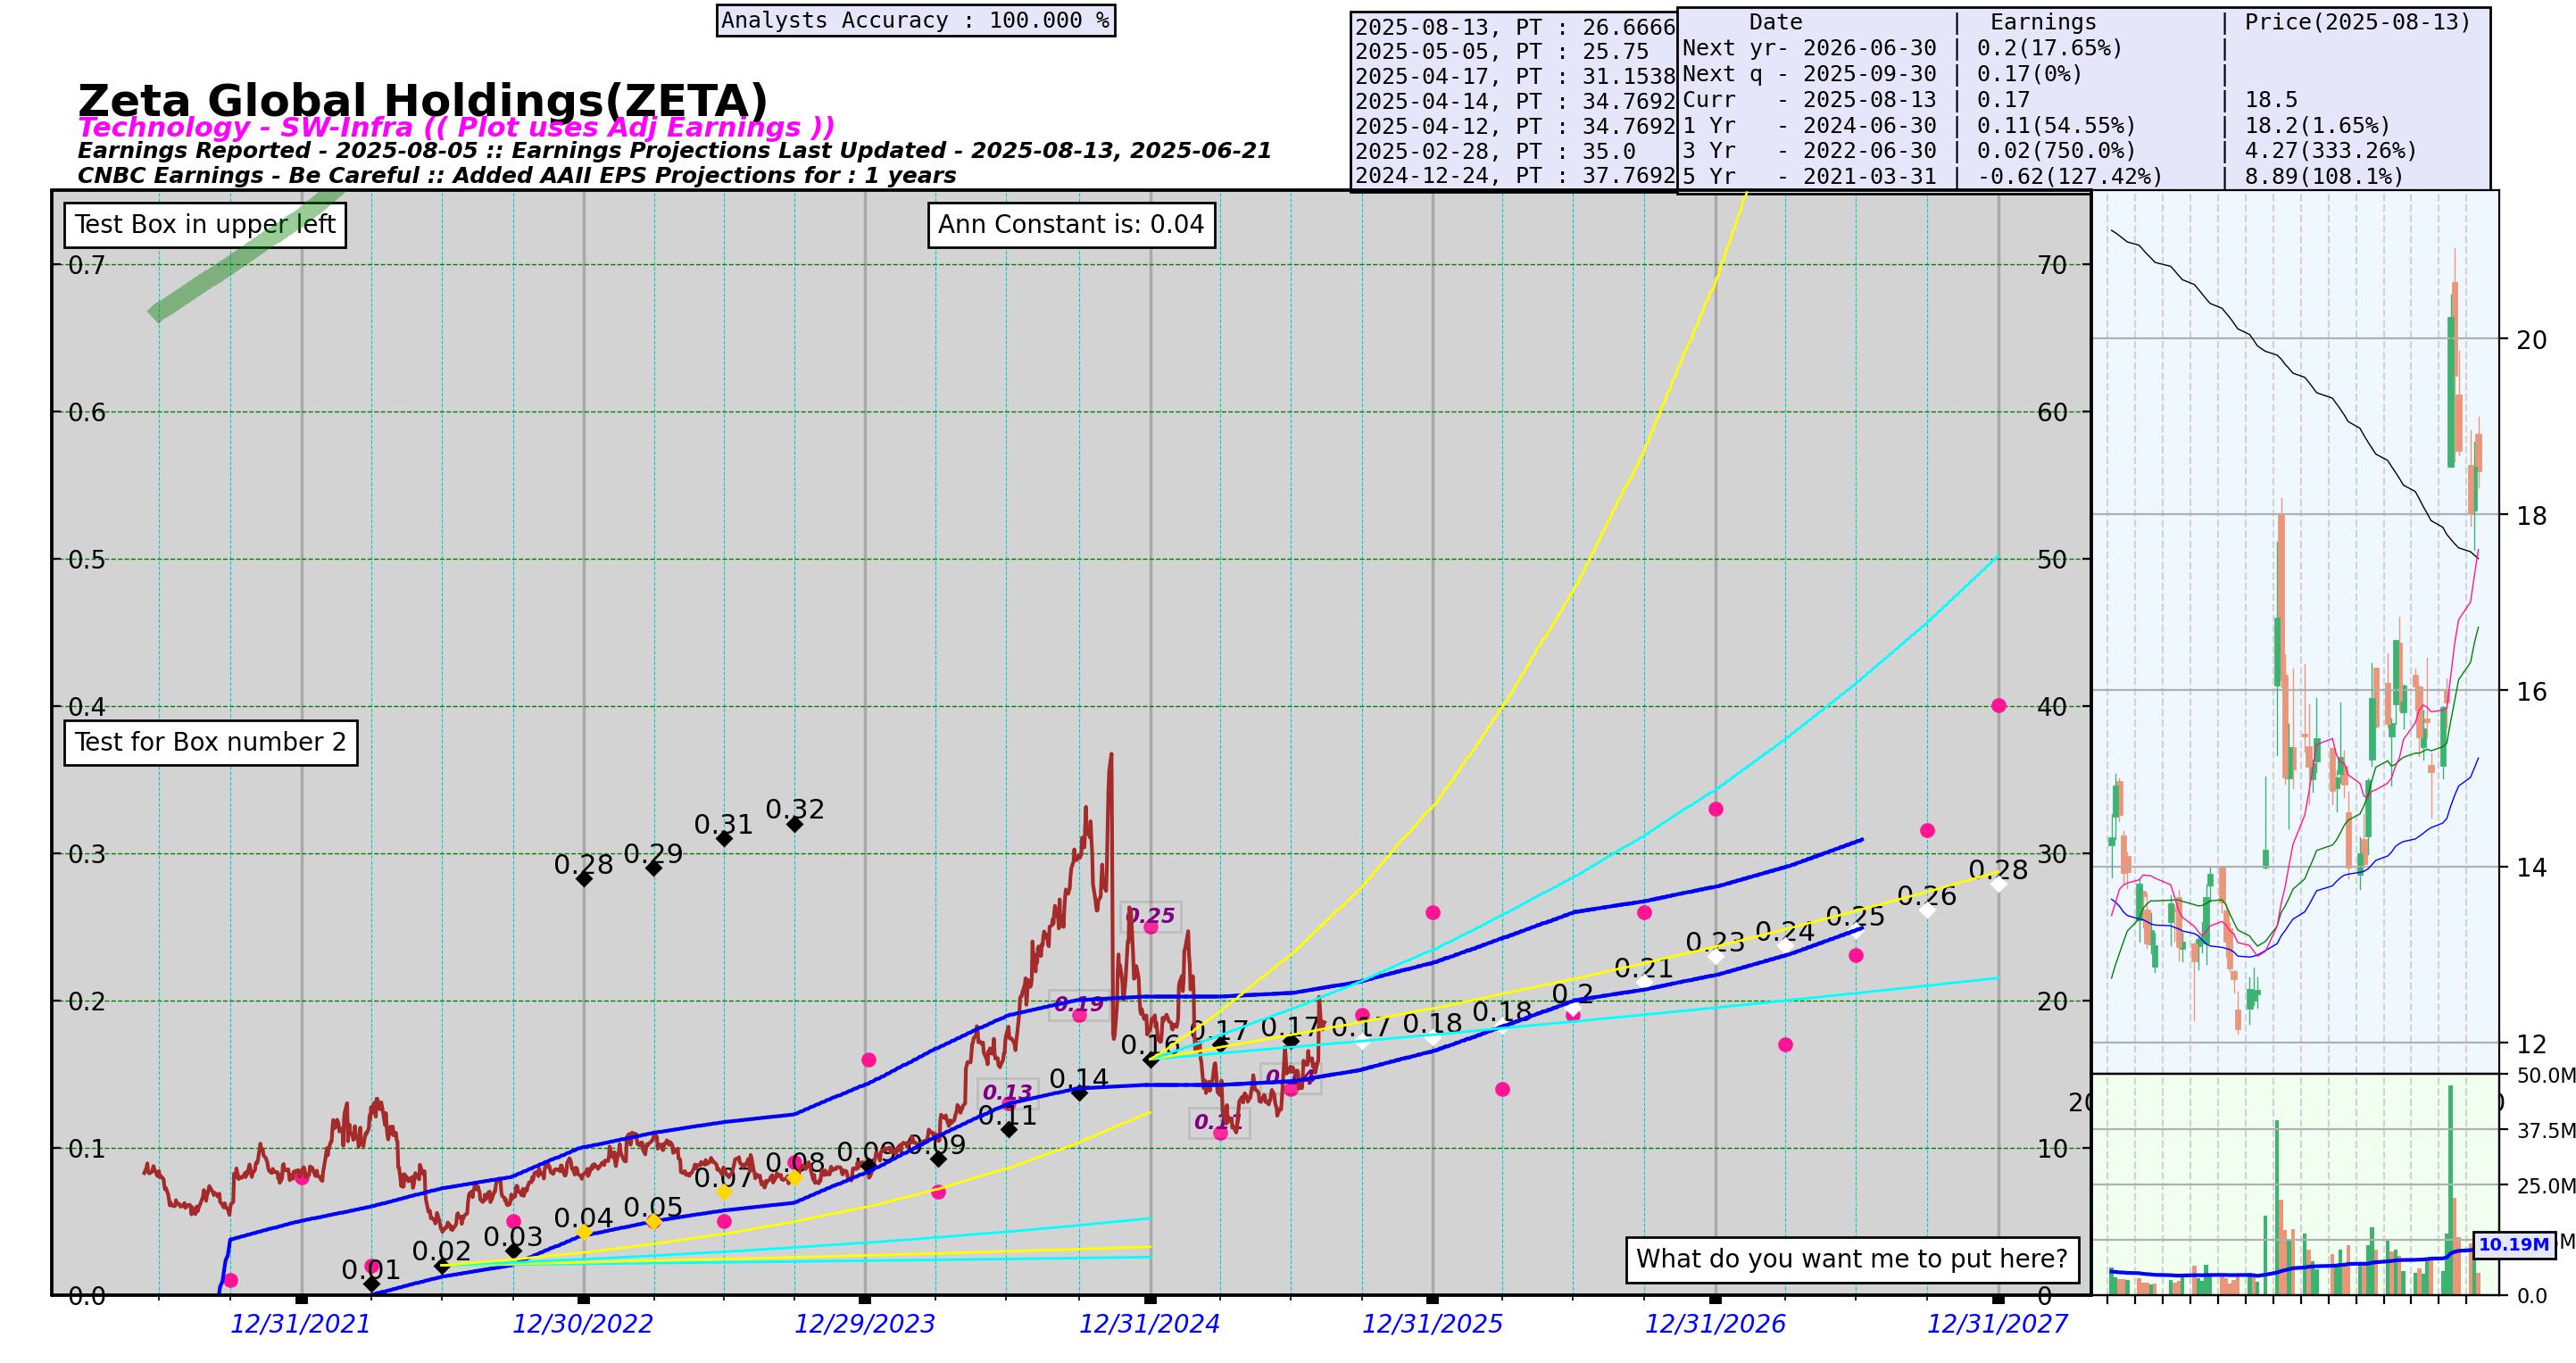 Analysts Accuracy : 100.000 %
2025-08-13, PT : 26.6666
2025-05-05, PT : 25.75
2025-04-17, PT : 31.1538
2025-04-14, PT : 34.7692
2025-04-12, PT : 34.7692
2025-02-28, PT : 35.0
2024-12-24, PT : 37.7692
Date | Earnings | Price(2025-08-13)
Next yr- 2026-06-30 | 0.2(17.65%) |
Next q - 2025-09-30 | 0.17(0%) |
Curr - 2025-08-13 | 0.17 | 18.5
1 Yr - 2024-06-30 | 0.11(54.55%) | 18.2(1.65%)
3 Yr - 2022-06-30 | 0.02(750.0%) | 4.27(333.26%)
5 Yr - 2021-03-31 | -0.62(127.42%) | 8.89(108.1%)
Zeta Global Holdings(ZETA)
Technology - SW-Infra (( Plot uses Adj Earnings ))
Earnings Reported - 2025-08-05 :: Earnings Projections Last Updated - 2025-08-13, 2025-06-21
CNBC Earnings - Be Careful :: Added AAII EPS Projections for : 1 years
Test Box in upper left
Ann Constant is: 0.04
0.7
0.6
0.5
0.4
0.3
0.2
0.1
0.0
Test for Box number 2
0.28 0.29 0.31 0.32
0.01 0.02 0.03 0.04 0.05 0.07 0.08 0.09 0.09 0.11 0.14 0.16 0.17 0.17 0.17 0.18 0.18 0.2 0.21 0.23 0.24 0.25 0.26 0.28
0.13 0.19 0.25
What do you want me to put here?
70
60
50
40
30
20
10
0
12/31/2021 12/30/2022 12/29/2023 12/31/2024 12/31/2025 12/31/2026 12/31/2027
20
18
16
14
12
50.0M
37.5M
25.0M
10.19M
0.0